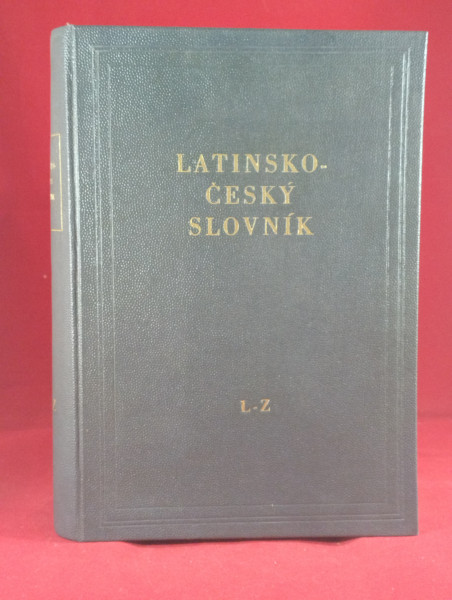 LATINSKO-
ČESKÝ
SLOVNÍK
L-Z